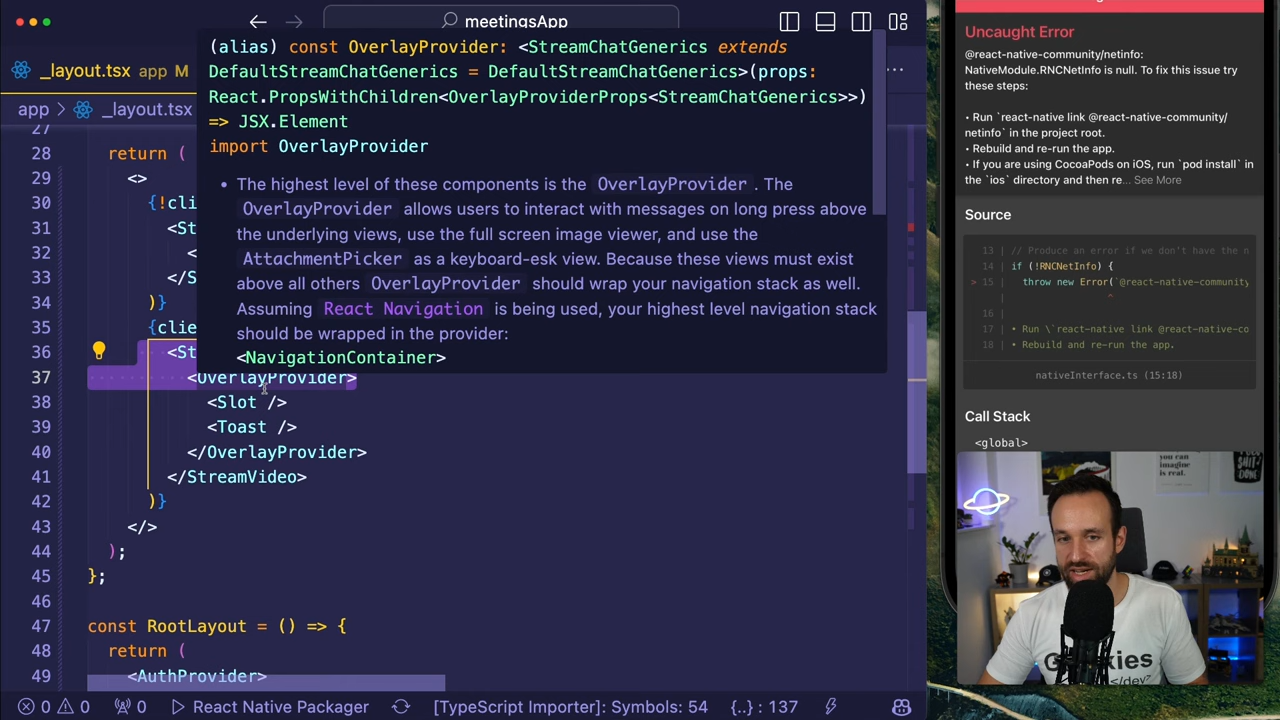 meetingsApp
_layout.tsx app M
app > _layout.tsx
(alias) const OverlayProvider: <StreamChatGenerics extends
DefaultStreamChatGenerics = DefaultStreamChatGenerics>(props:
React.PropsWithChildren<OverlayProviderProps<StreamChatGenerics>>)
=> JSX.Element
import OverlayProvider
• The highest level of these components is the OverlayProvider. The
OverlayProvider allows users to interact with messages on long press above
the underlying views, use the full screen image viewer, and use the
AttachmentPicker as a keyboard-esk view. Because these views must exist
above all others OverlayProvider should wrap your navigation stack as well.
Assuming React Navigation is being used, your highest level navigation stack
should be wrapped in the provider:
<NavigationContainer>
27
28 return (
29 <>
30 {!cli
31 <St
32 <
33 </S
34 )}
35 {clie
36 <St
37 <OverlayProvider>
38 <Slot />
39 <Toast />
40 </OverlayProvider>
41 </StreamVideo>
42 )}
43 </>
44 );
45 };
46
47 const RootLayout = () => {
48 return (
49 <AuthProvider>
0 0 0 React Native Packager [TypeScript Importer]: Symbols: 54 {..} : 137
Uncaught Error
@react-native-community/netinfo:
NativeModule.RNCNetInfo is null. To fix this issue try
these steps:
• Run `react-native link @react-native-community/
netinfo` in the project root.
• Rebuild and re-run the app.
• If you are using CocoaPods on iOS, run `pod install` in
the `ios` directory and then re... See More
Source
13 | // Produce an error if we don't have the n
14 | if (!RNCNetInfo) {
> 15 | throw new Error(`@react-native-community
| ^
16 |
17 | • Run \`react-native link @react-native-co
18 | • Rebuild and re-run the app.
nativeInterface.ts (15:18)
Call Stack
<global>
you can
imagine is
real.
Galaxies
</dev>